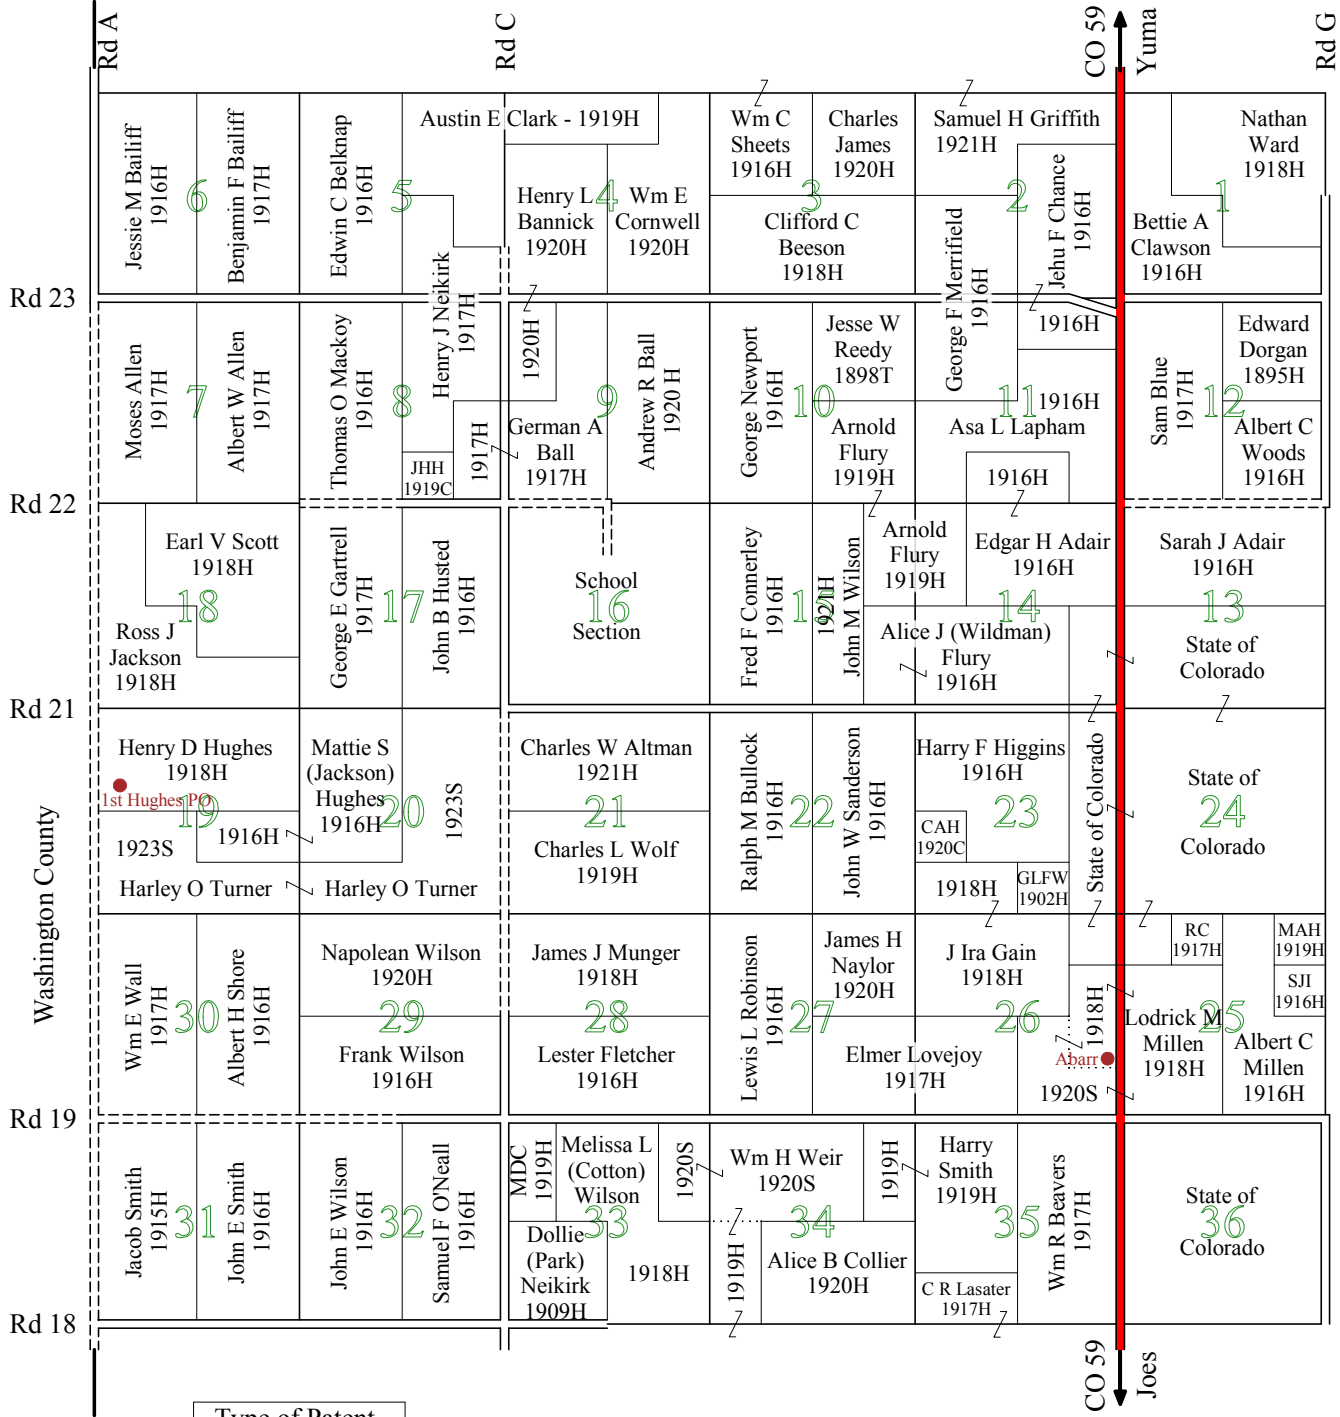 Rd A
Rd C
CO 59
Yuma
Rd G
Jessie M Bailiff
1916H
6
Benjamin F Bailiff
1917H
Edwin C Belknap
1916H
5
Austin E Clark - 1919H
Henry L
Bannick
1920H
4
Wm E
Cornwell
1920H
Wm C
Sheets
1916H
Charles
James
1920H
3
Clifford C
Beeson
1918H
Samuel H Griffith
1921H
2
Jehu F Chance
1916H
George F Merrifield
1916H
Nathan
Ward
1918H
1
Bettie A
Clawson
1916H
Rd 23
Moses Allen
1917H
7
Albert W Allen
1917H
Thomas O Mackoy
1916H
8
Henry J Neikirk
1917H
JHH
1919C
1917H
1920H
German A
Ball
1917H
9
Andrew R Ball
1920 H
George Newport
1916H
10
Jesse W
Reedy
1898T
Arnold
Flury
1919H
1916H
11
1916H
Asa L Lapham
1916H
Sam Blue
1917H
12
Edward
Dorgan
1895H
Albert C
Woods
1916H
Rd 22
Earl V Scott
1918H
18
Ross J
Jackson
1918H
George E Gartrell
1917H
17
John B Husted
1916H
School
16
Section
Fred F Connerley
1916H
15
1921H
John M Wilson
Arnold
Flury
1919H
Edgar H Adair
1916H
14
Alice J (Wildman)
Flury
1916H
Sarah J Adair
1916H
13
State of
Colorado
Rd 21
Washington County
Henry D Hughes
1918H
1st Hughes PO
19
1916H
1923S
Harley O Turner
Mattie S
(Jackson)
Hughes
1916H
20
1923S
Harley O Turner
Charles W Altman
1921H
21
Charles L Wolf
1919H
Ralph M Bullock
1916H
22
John W Sanderson
1916H
Harry F Higgins
1916H
23
CAH
1920C
1918H
GLFW
1902H
State of Colorado
State of
24
Colorado
Wm E Wall
1917H
30
Albert H Shore
1916H
Napolean Wilson
1920H
29
Frank Wilson
1916H
James J Munger
1918H
28
Lester Fletcher
1916H
Lewis L Robinson
1916H
27
James H
Naylor
1920H
Elmer Lovejoy
1917H
J Ira Gain
1918H
26
1918H
Abarr
1920S
RC
1917H
MAH
1919H
SJI
1916H
25
Lodrick M
Millen
1918H
Albert C
Millen
1916H
Rd 19
Jacob Smith
1915H
31
John E Smith
1916H
John E Wilson
1916H
32
Samuel F O'Neall
1916H
MDC
1919H
Melissa L
(Cotton)
Wilson
33
1920S
Dollie
(Park)
Neikirk
1909H
1918H
Wm H Weir
1920S
34
1919H
1919H
Alice B Collier
1920H
Harry
Smith
1919H
35
C R Lasater
1917H
Wm R Beavers
1917H
State of
36
Colorado
Rd 18
CO 59
Joes
Type of Patent